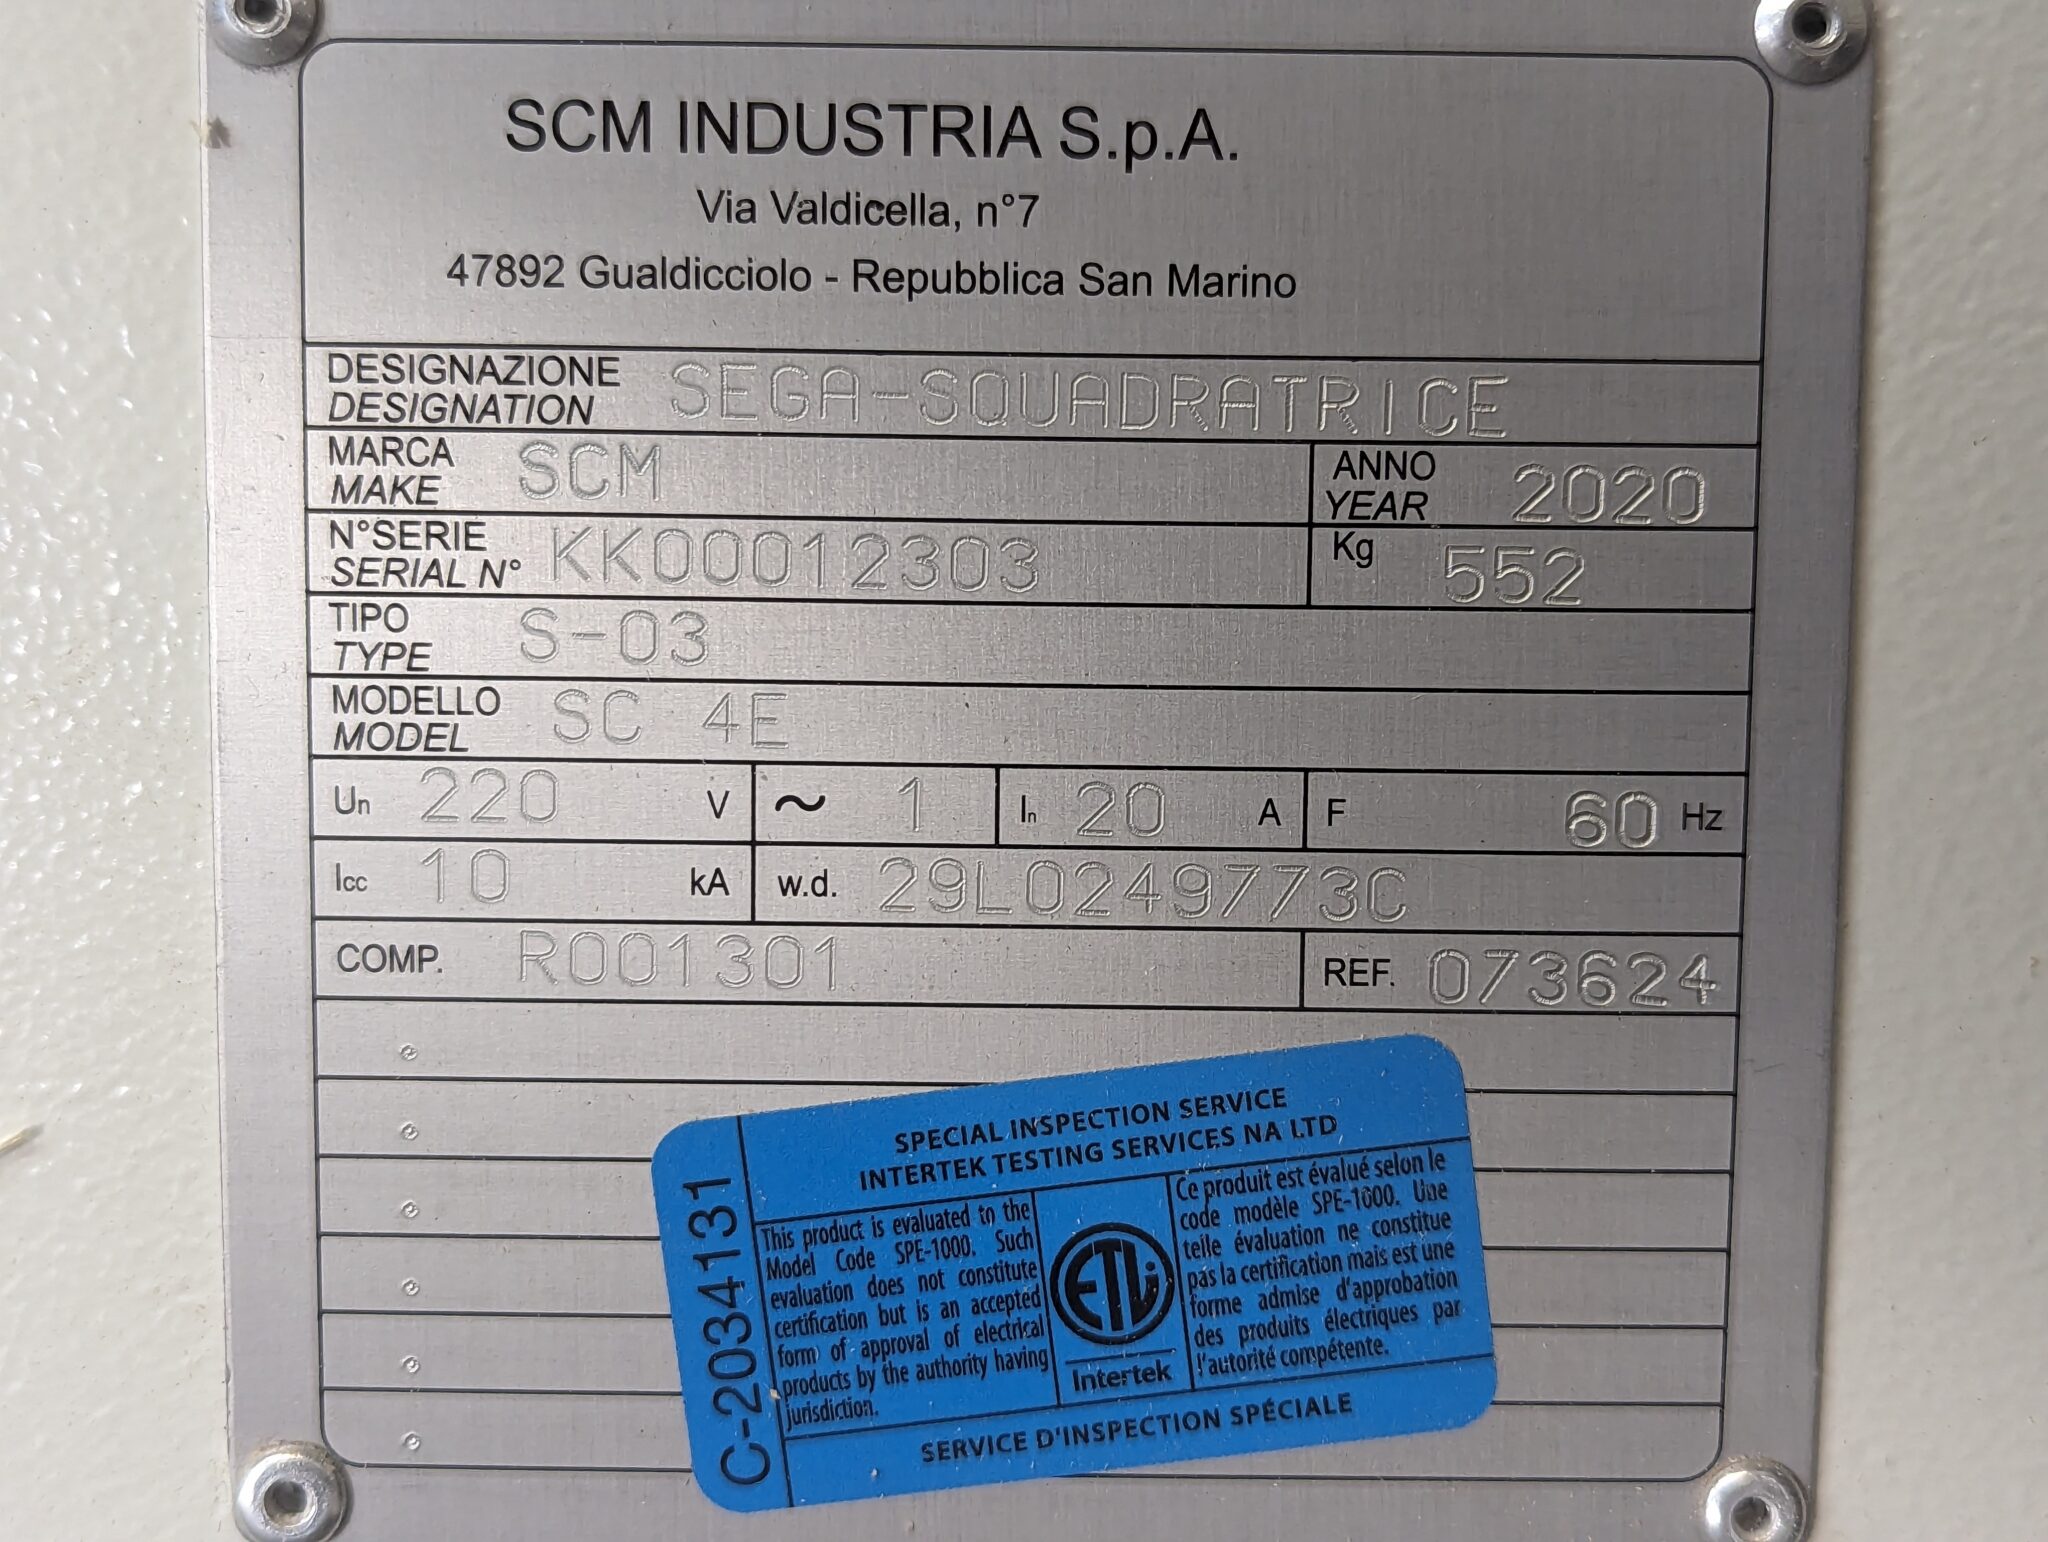 SCM INDUSTRIA S.p.A.
Via Valdicella, n°7
47892 Gualdicciolo - Repubblica San Marino
DESIGNAZIONE
DESIGNATION
SEGA-SQUADRATRICE
MARCA
MAKE
SCM
ANNO
YEAR
2020
N°SERIE
SERIAL N°
KK00012303
Kg
552
TIPO
TYPE
S-03
MODELLO
MODEL
SC 4E
Un 220 V
~ 1
In 20 A
F 60 Hz
Icc 10 kA
w.d. 29L0249773C
COMP. R001301
REF. 073624
C-2034131
SPECIAL INSPECTION SERVICE
INTERTEK TESTING SERVICES NA LTD
This product is evaluated to the
Model Code SPE-1000. Such
evaluation does not constitute
certification but is an accepted
form of approval of electrical
products by the authority having
jurisdiction.
ETL
Intertek
Ce produit est évalué selon le
code modèle SPE-1000. Une
telle évaluation ne constitue
pas la certification mais est une
forme admise d'approbation
des produits électriques par
l'autorité compétente.
SERVICE D'INSPECTION SPÉCIALE